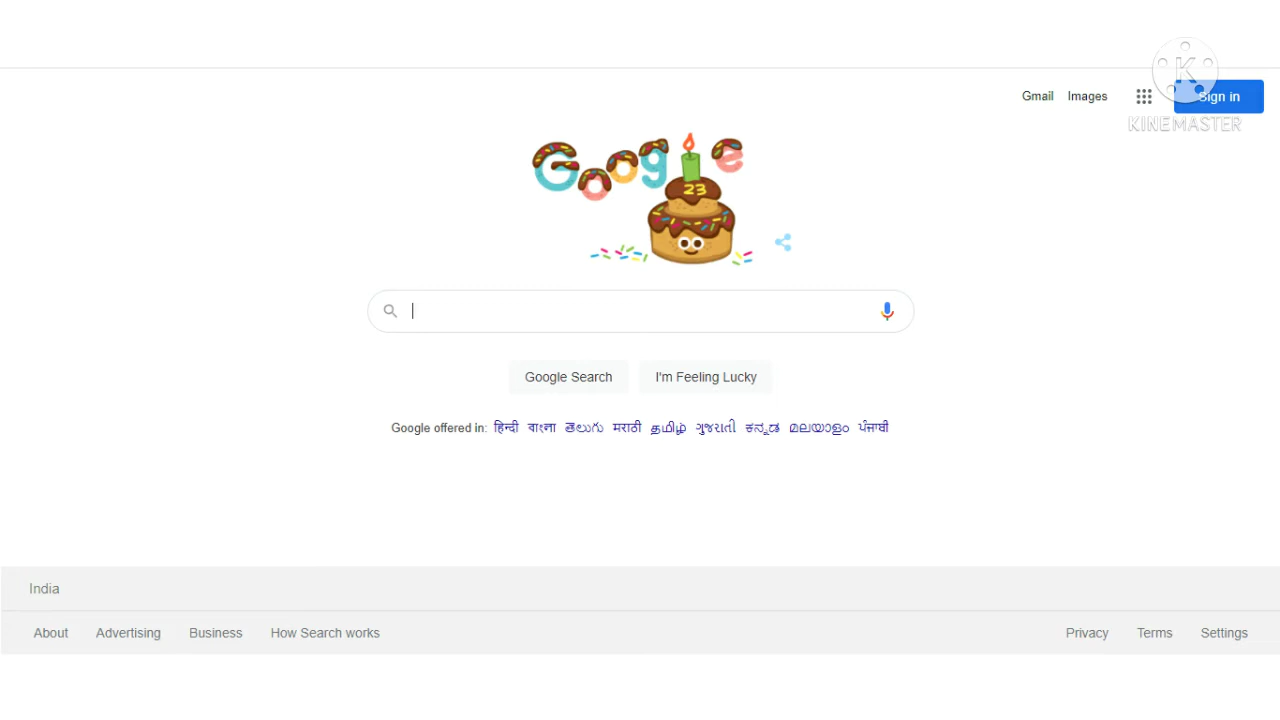 Gmail Images Sign in
KINEMASTER
Google
23
Google Search I'm Feeling Lucky
Google offered in: हिन्दी বাংলা తెలుగు मराठी தமிழ் ગુજરાતી ಕನ್ನಡ മലയാളം ਪੰਜਾਬੀ
India
About Advertising Business How Search works Privacy Terms Settings